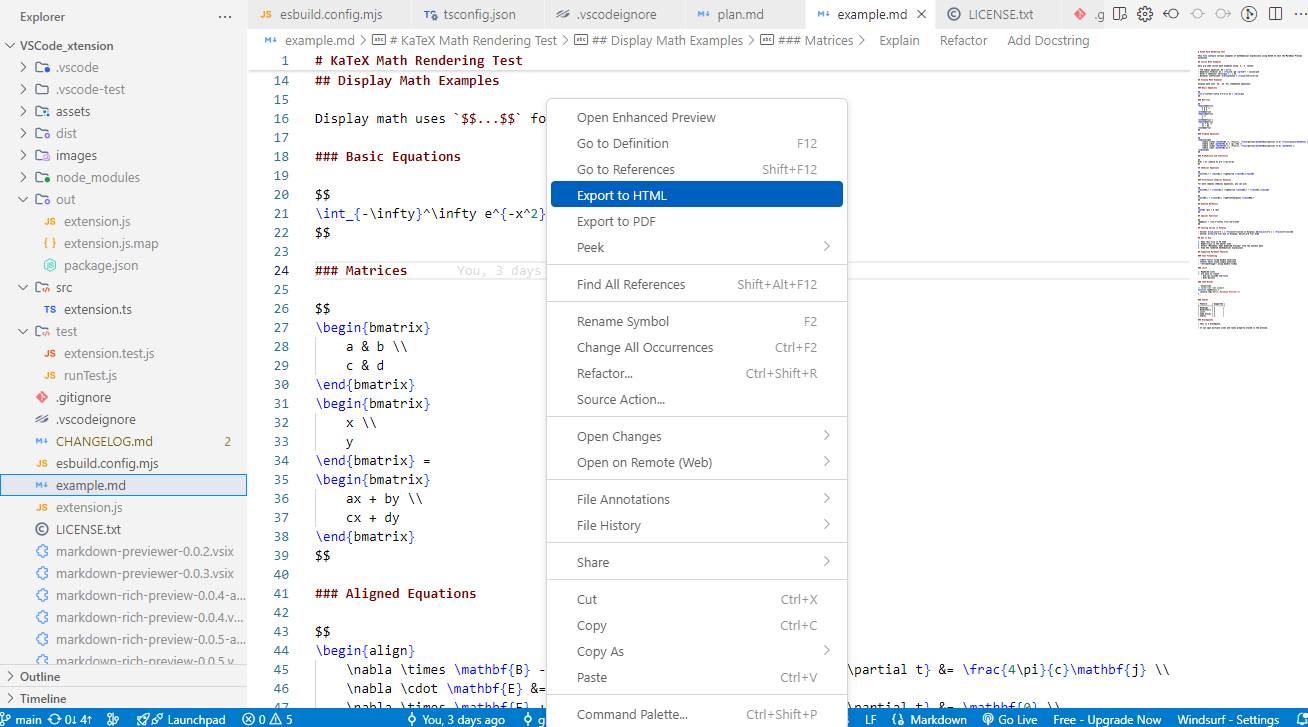 Explorer ···
VSCode_xtension
.vscode
.vscode-test
assets
dist
images
node_modules
out
JS extension.js
{ } extension.js.map
package.json
src
TS extension.ts
test
JS extension.test.js
JS runTest.js
.gitignore
.vscodeignore
M↓ CHANGELOG.md 2
JS esbuild.config.mjs
M↓ example.md
JS extension.js
LICENSE.txt
markdown-previewer-0.0.2.vsix
markdown-previewer-0.0.3.vsix
markdown-rich-preview-0.0.4-a...
markdown-rich-preview-0.0.4.v...
markdown-rich-preview-0.0.5-a...
markdown-rich-preview-0.0.5.v...
Outline
Timeline
JS esbuild.config.mjs TS tsconfig.json .vscodeignore M↓ plan.md M↓ example.md × LICENSE.txt .g
M↓ example.md > abc # KaTeX Math Rendering Test > abc ## Display Math Examples > abc ### Matrices > Explain Refactor Add Docstring
1 # KaTeX Math Rendering Test
14 ## Display Math Examples
15
16 Display math uses `$$...$$` fo
17
18 ### Basic Equations
19
20 $$
21 \int_{-\infty}^\infty e^{-x^2}
22 $$
23
24 ### Matrices You, 3 days
25
26 $$
27 \begin{bmatrix}
28 a & b \\
29 c & d
30 \end{bmatrix}
31 \begin{bmatrix}
32 x \\
33 y
34 \end{bmatrix} =
35 \begin{bmatrix}
36 ax + by \\
37 cx + dy
38 \end{bmatrix}
39 $$
40
41 ### Aligned Equations
42
43 $$
44 \begin{align}
45 \nabla \times \mathbf{B} - \partial t} &= \frac{4\pi}{c}\mathbf{j} \\
46 \nabla \cdot \mathbf{E} &=
47 \nabla \times \mathbf{E} + \partial t} &= \mathbf{0} \\
Open Enhanced Preview
Go to Definition F12
Go to References Shift+F12
Export to HTML
Export to PDF
Peek
Find All References Shift+Alt+F12
Rename Symbol F2
Change All Occurrences Ctrl+F2
Refactor... Ctrl+Shift+R
Source Action...
Open Changes
Open on Remote (Web)
File Annotations
File History
Share
Cut Ctrl+X
Copy Ctrl+C
Copy As
Paste Ctrl+V
Command Palette... Ctrl+Shift+P
main 0↓ 4↑ Launchpad 0 5 You, 3 days ago g LF { } Markdown Go Live Free - Upgrade Now Windsurf - Settings